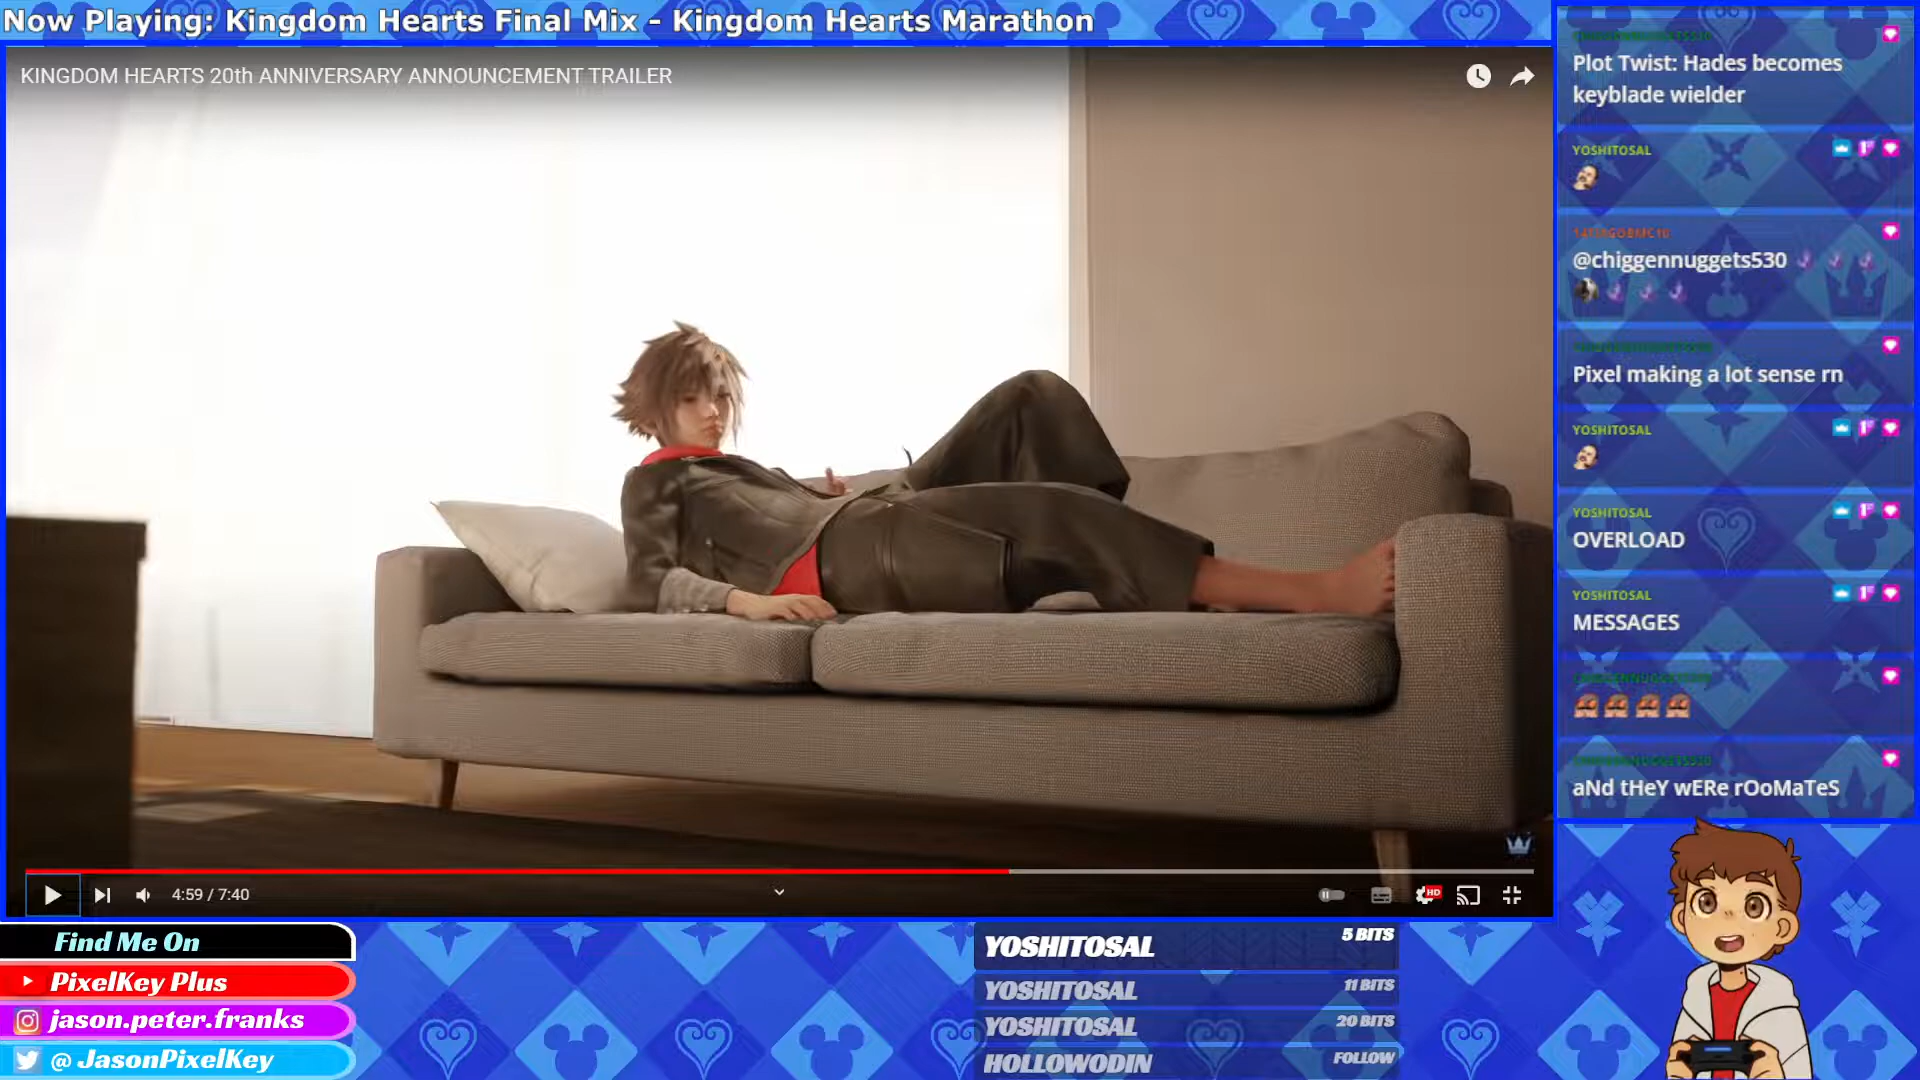 Now Playing: Kingdom Hearts Final Mix - Kingdom Hearts Marathon
KINGDOM HEARTS 20th ANNIVERSARY ANNOUNCEMENT TRAILER
4:59 / 7:40
HD
Plot Twist: Hades becomes
keyblade wielder
YOSHITOSAL
@chiggennuggets530
Pixel making a lot sense rn
YOSHITOSAL
YOSHITOSAL
OVERLOAD
YOSHITOSAL
MESSAGES
aNd tHeY wERe rOoMaTeS
Find Me On
PixelKey Plus
jason.peter.franks
@JasonPixelKey
YOSHITOSAL 5 BITS
YOSHITOSAL 11 BITS
YOSHITOSAL 20 BITS
HOLLOWODIN FOLLOW